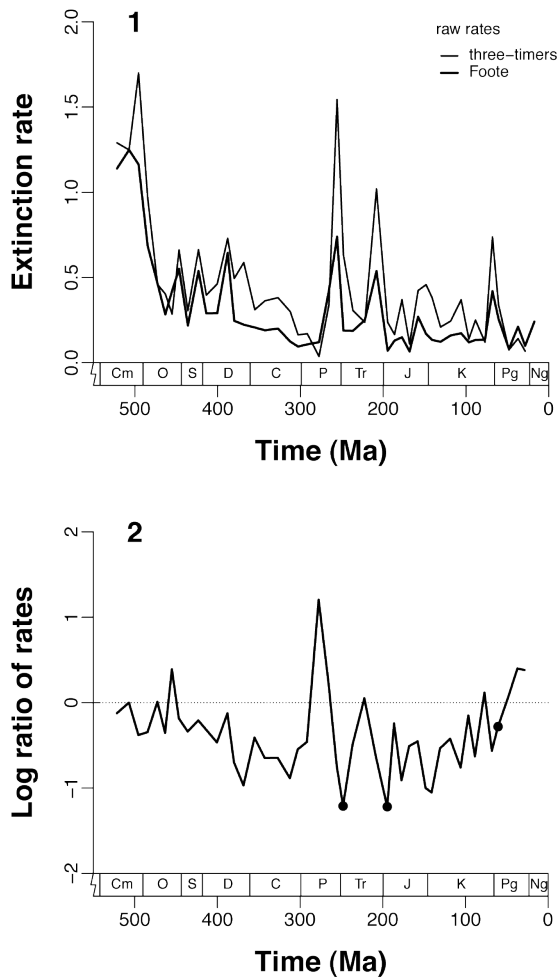 1
raw rates
three−timers
Foote
Extinction rate
2.0
1.5
1.0
0.5
0.0
Cm O S D C P Tr J K Pg Ng
500 400 300 200 100 0
Time (Ma)
2
Log ratio of rates
2
1
0
−1
−2
Cm O S D C P Tr J K Pg Ng
500 400 300 200 100 0
Time (Ma)